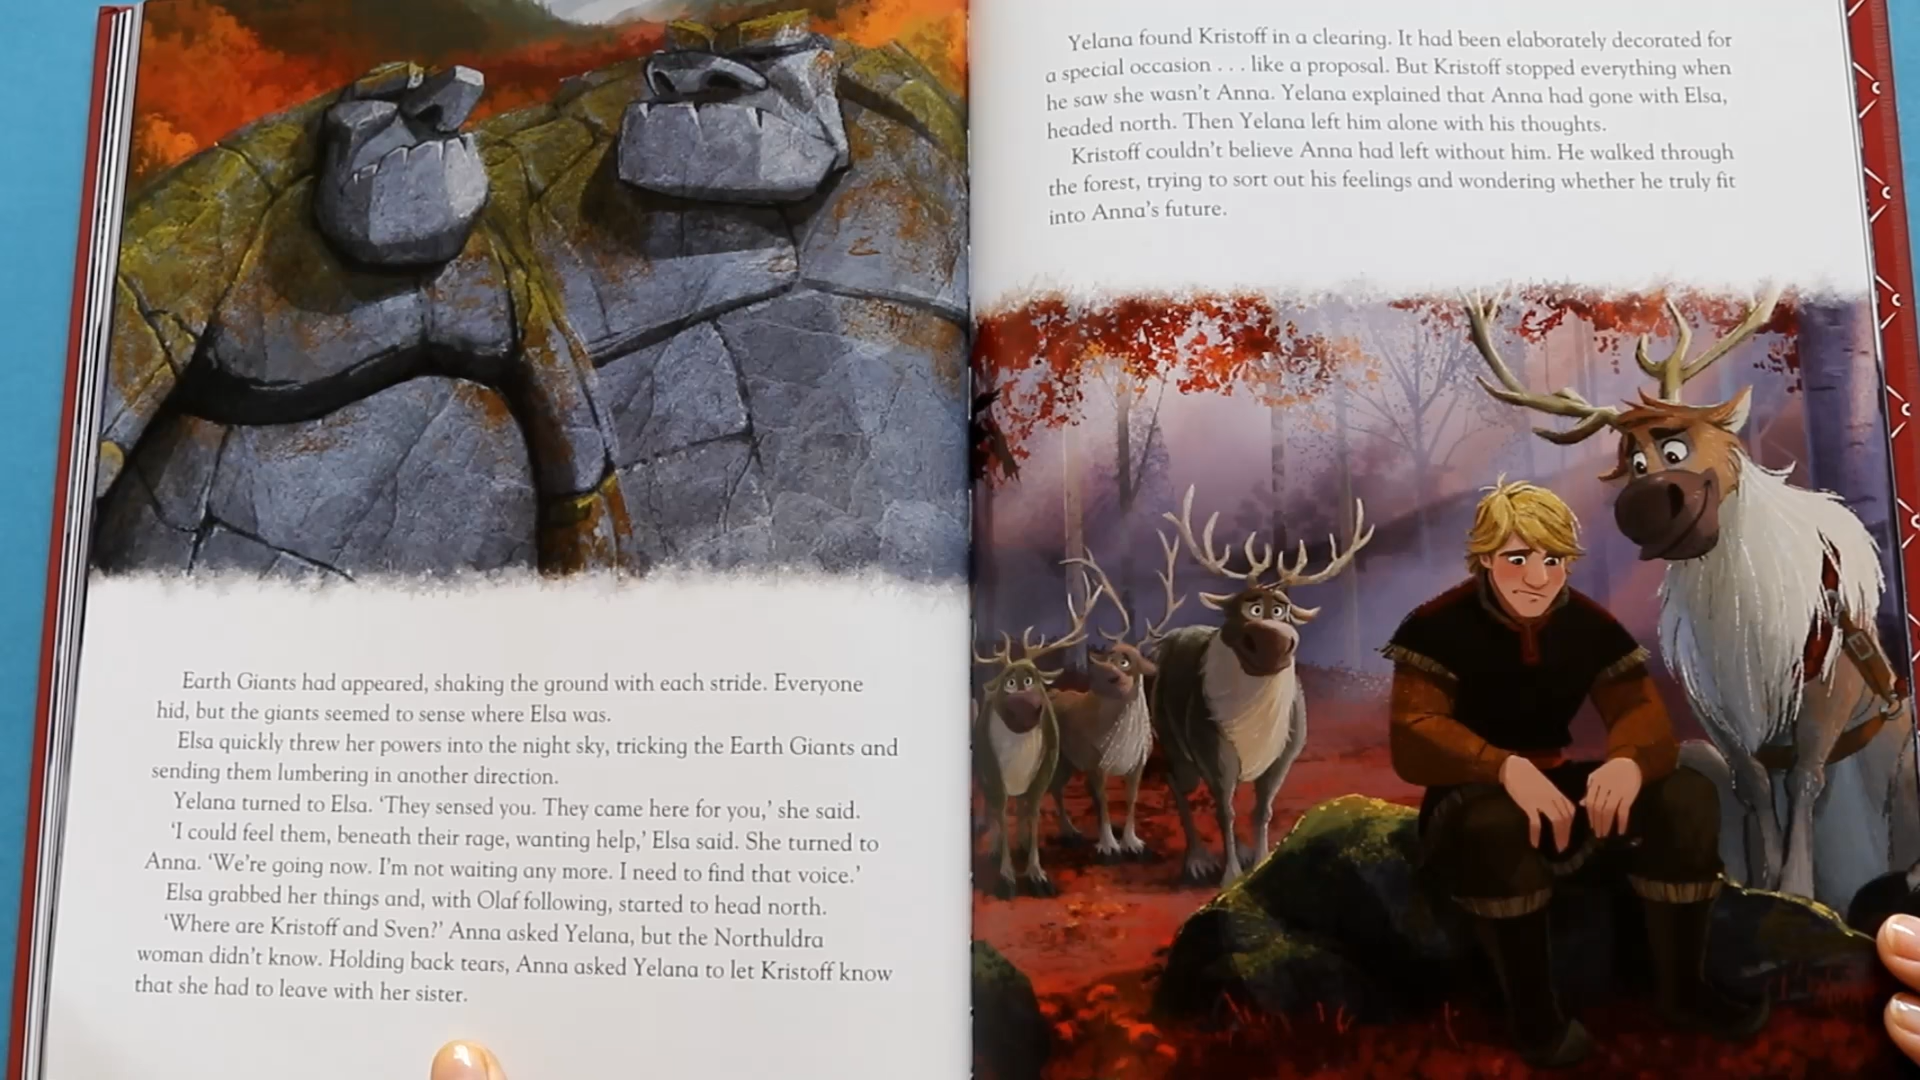 Earth Giants had appeared, shaking the ground with each stride. Everyone
hid, but the giants seemed to sense where Elsa was.
Elsa quickly threw her powers into the night sky, tricking the Earth Giants and
sending them lumbering in another direction.
Yelana turned to Elsa. ‘They sensed you. They came here for you,’ she said.
‘I could feel them, beneath their rage, wanting help,’ Elsa said. She turned to
Anna. ‘We’re going now. I’m not waiting any more. I need to find that voice.’
Elsa grabbed her things and, with Olaf following, started to head north.
‘Where are Kristoff and Sven?’ Anna asked Yelana, but the Northuldra
woman didn’t know. Holding back tears, Anna asked Yelana to let Kristoff know
that she had to leave with her sister.
Yelana found Kristoff in a clearing. It had been elaborately decorated for
a special occasion . . . like a proposal. But Kristoff stopped everything when
he saw she wasn’t Anna. Yelana explained that Anna had gone with Elsa,
headed north. Then Yelana left him alone with his thoughts.
Kristoff couldn’t believe Anna had left without him. He walked through
the forest, trying to sort out his feelings and wondering whether he truly fit
into Anna’s future.